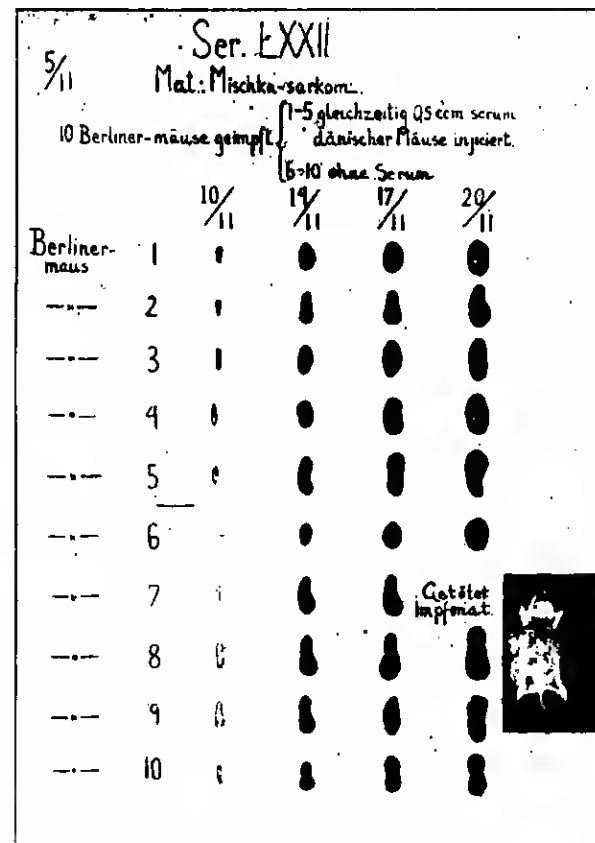 5/11
Ser. LXXII
Mat.: Mischka-sarkom.
10 Berliner-mäuse geimpft
1-5 gleichzeitig 0,5 ccm serum
dänischer Mäuse injiciert.
6-10 ohne Serum
10/11 14/11 17/11 20/11
Berliner-
maus 1
—"— 2
—"— 3
—"— 4
—"— 5
—"— 6
—"— 7 Getötet
Impfmat.
—"— 8
—"— 9
—"— 10